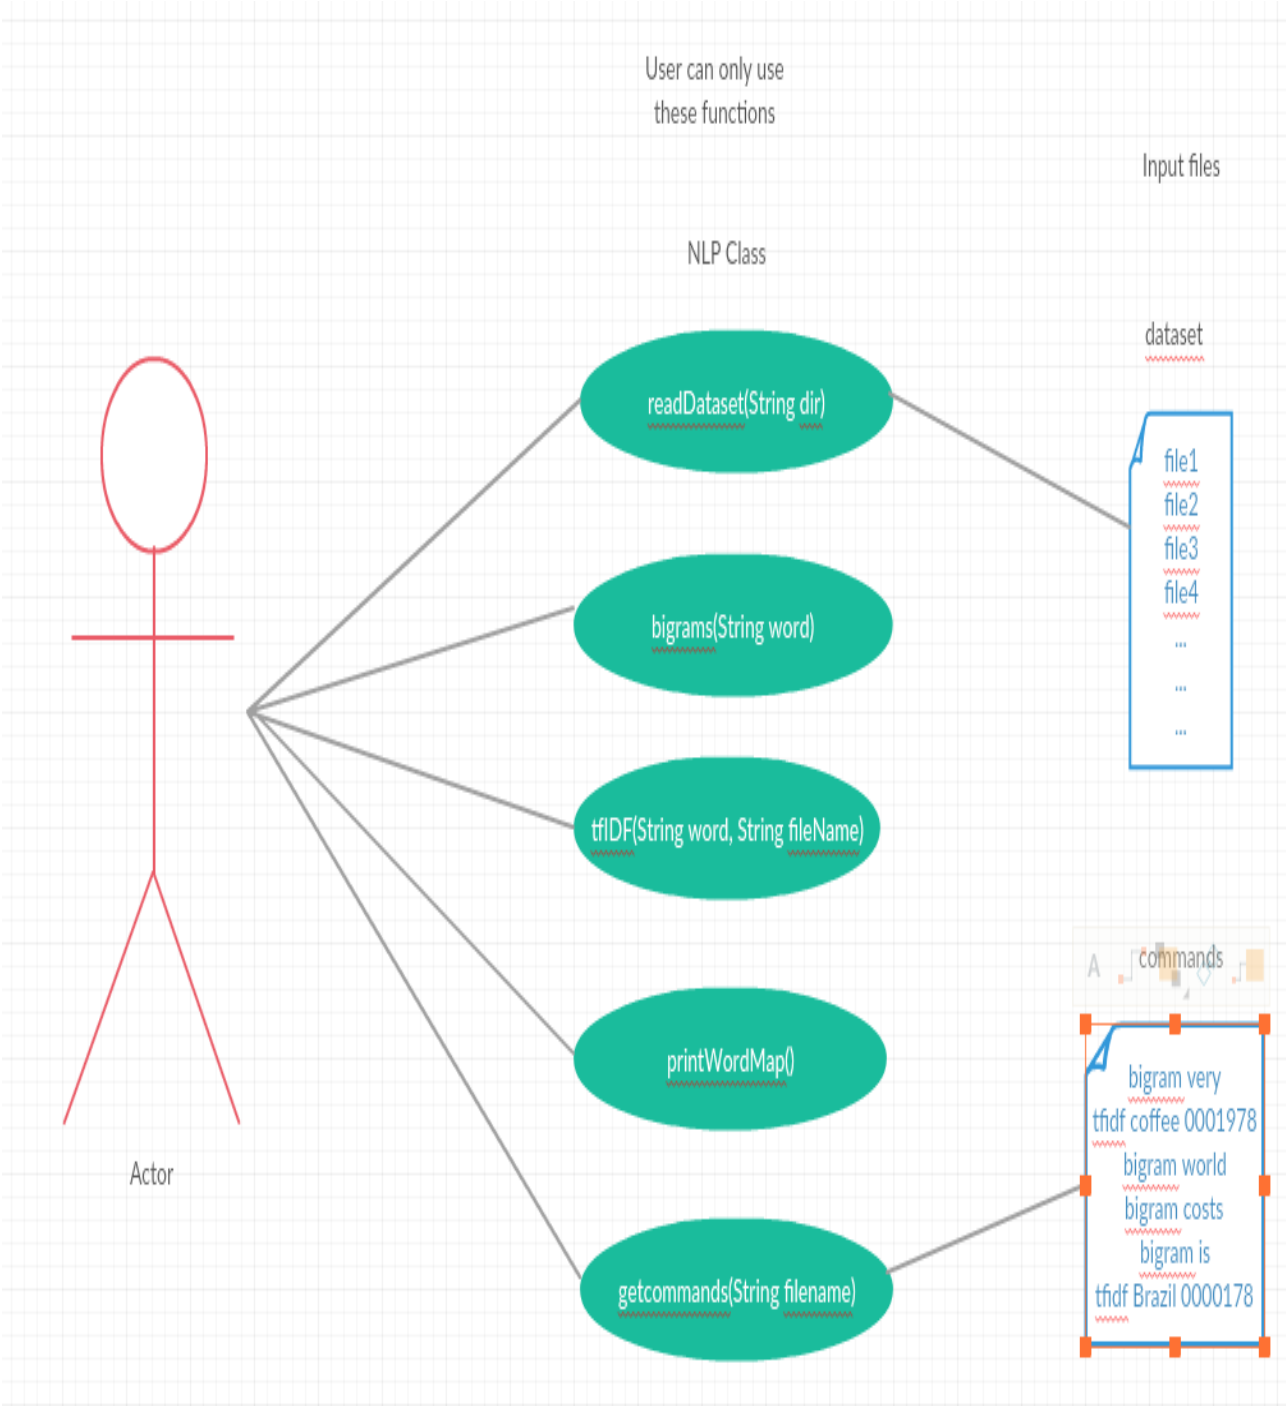 User can only use
these functions
Input files
NLP Class
dataset
readDataset(String dir)
file1
file2
file3
file4
...
...
...
bigrams(String word)
tfIDF(String word, String fileName)
A
commands
printWordMap()
bigram very
tfidf coffee 0001978
bigram world
bigram costs
bigram is
tfidf Brazil 0000178
Actor
getcommands(String filename)